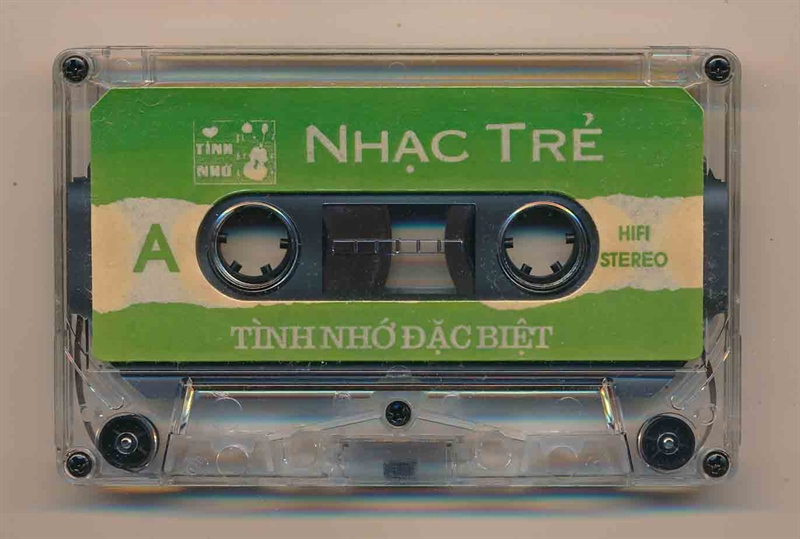 TÌNH
NHỚ
NHẠC TRẺ
A
HIFI
STEREO
TÌNH NHỚ ĐẶC BIỆT